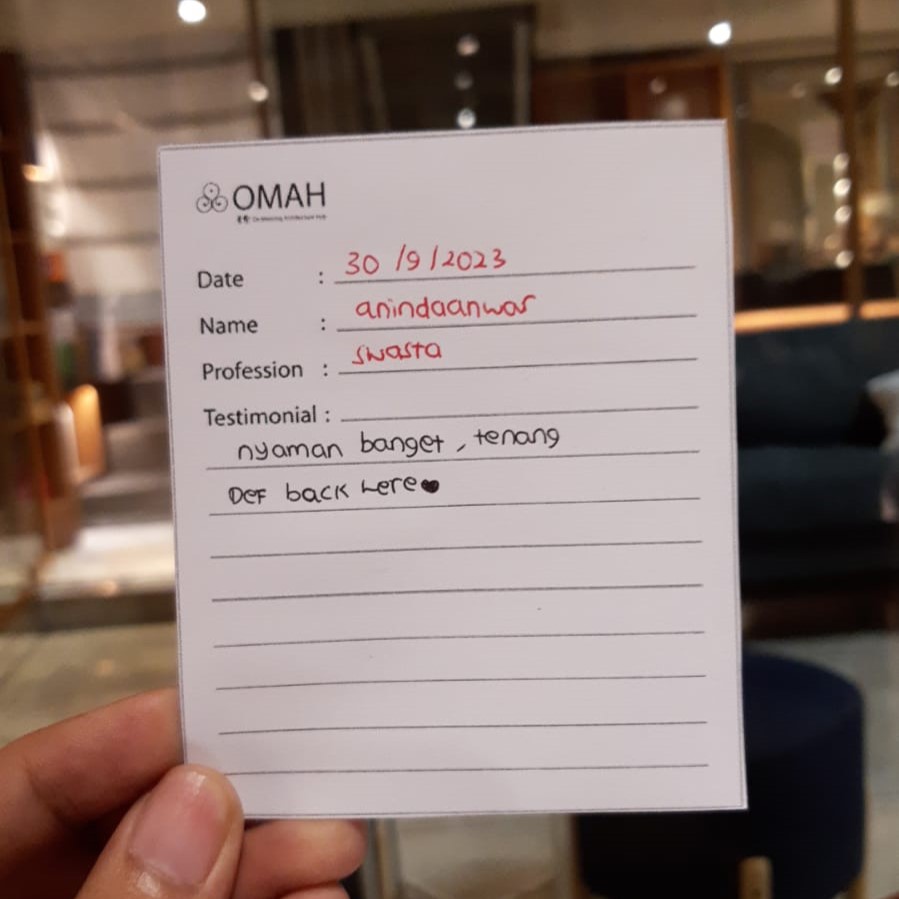 OMAH
Date : 30/9/2023
Name : anindaanwar
Profession : swasta
Testimonial :
nyaman banget, tenang
Def back here♥